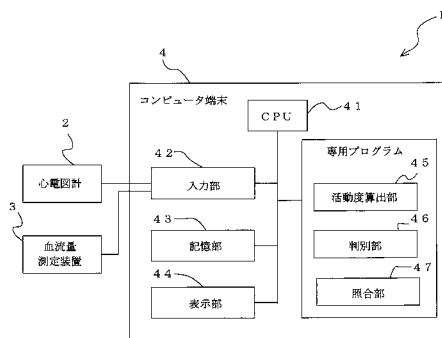 1
4
コンピュータ端末
CPU
41
2
心電図計
42
入力部
専用プログラム
45
活動度算出部
3
血流量
測定装置
43
記憶部
46
判別部
44
表示部
47
照合部